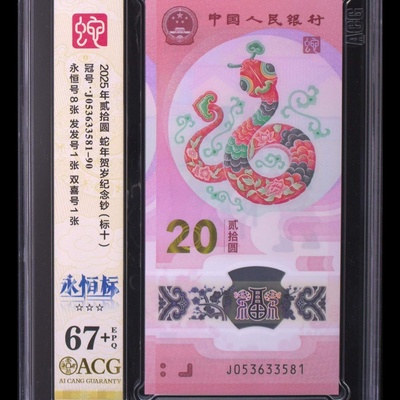 2025年贰拾圆 蛇年贺岁纪念钞(标十)
冠号:J053633581-90
永恒号8张 发发号1张 双喜号1张
永恒标
☆☆☆
67+ EPQ
ACG
AI CANG GUARANTY
中国人民银行
20 贰拾圆
J053633581